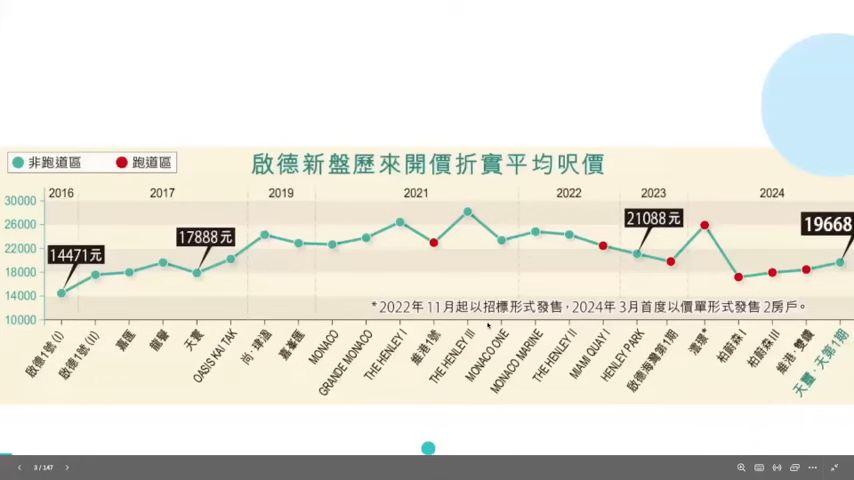 非跑道區 跑道區
啟德新盤歷來開價折實平均呎價
2016 2017 2019 2021 2022 2023 2024
30000
26000
22000
18000
14000
10000
14471元
17888元
21088元
19668
*2022年11月起以招標形式發售，2024年3月首度以價單形式發售2房戶。
啟德1號(I)
啟德1號(II)
嘉匯
龍譽
天寰
OASIS KAI TAK
尚·珒溋
嘉峯匯
MONACO
GRANDE MONACO
THE HENLEY I
維港1號
THE HENLEY III
MONACO ONE
MONACO MARINE
THE HENLEY II
MIAMI QUAY I
HENLEY PARK
啟德海灣第1期
澐璟*
柏蔚森 I
柏蔚森 III
維港·雙鑽
天璽·天第1期
3 / 147